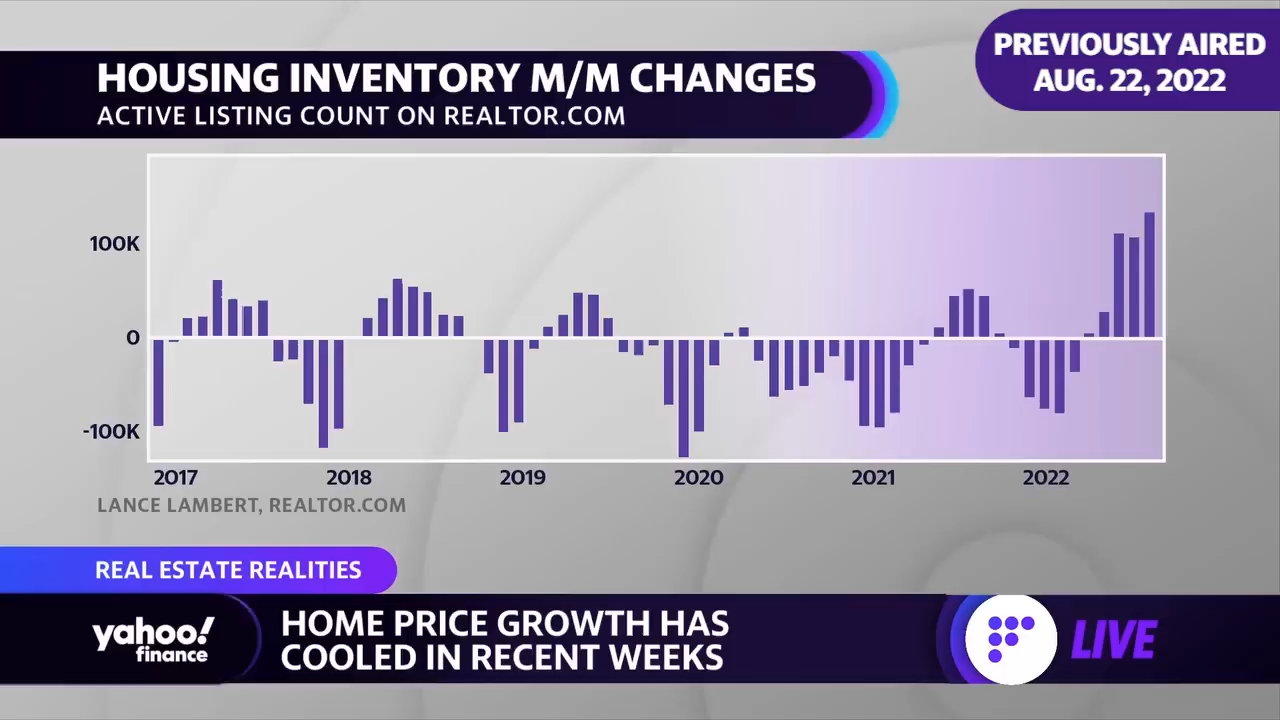 PREVIOUSLY AIRED
AUG. 22, 2022
HOUSING INVENTORY M/M CHANGES
ACTIVE LISTING COUNT ON REALTOR.COM
100K
0
-100K
2017 2018 2019 2020 2021 2022
LANCE LAMBERT, REALTOR.COM
REAL ESTATE REALITIES
yahoo!
finance
HOME PRICE GROWTH HAS
COOLED IN RECENT WEEKS
LIVE